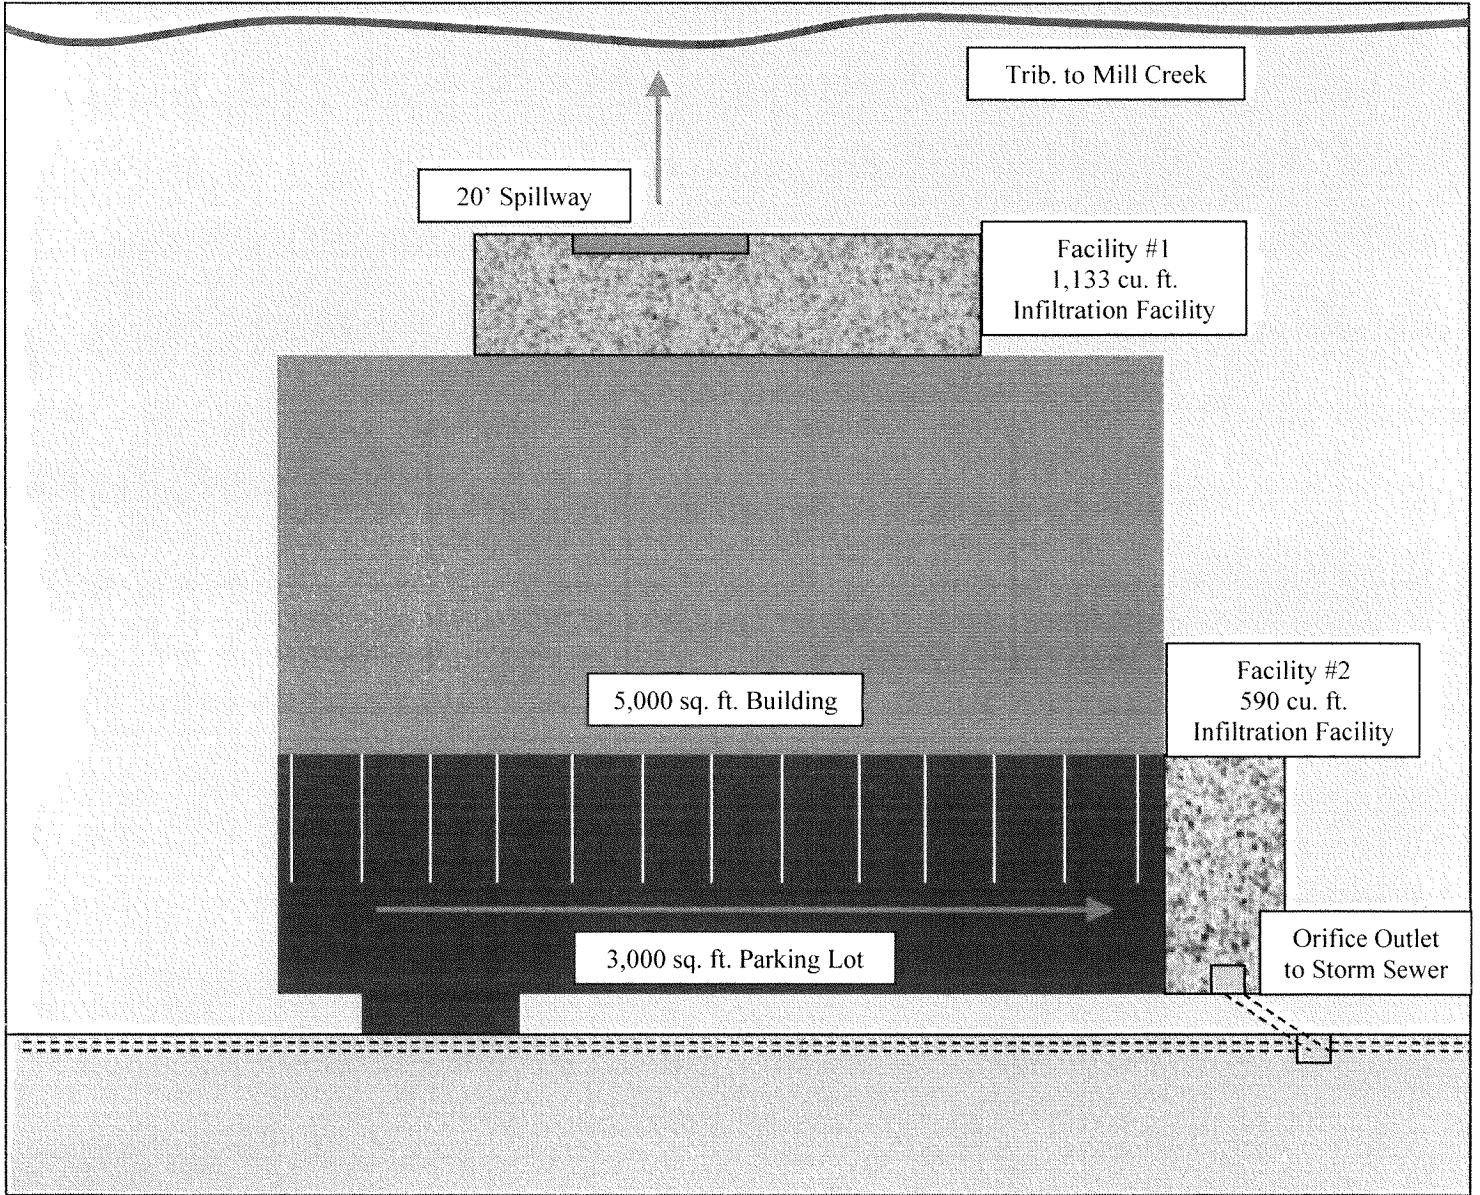 Trib. to Mill Creek
20’ Spillway
Facility #1
1,133 cu. ft.
Infiltration Facility
Facility #2
590 cu. ft.
Infiltration Facility
5,000 sq. ft. Building
Orifice Outlet
to Storm Sewer
3,000 sq. ft. Parking Lot